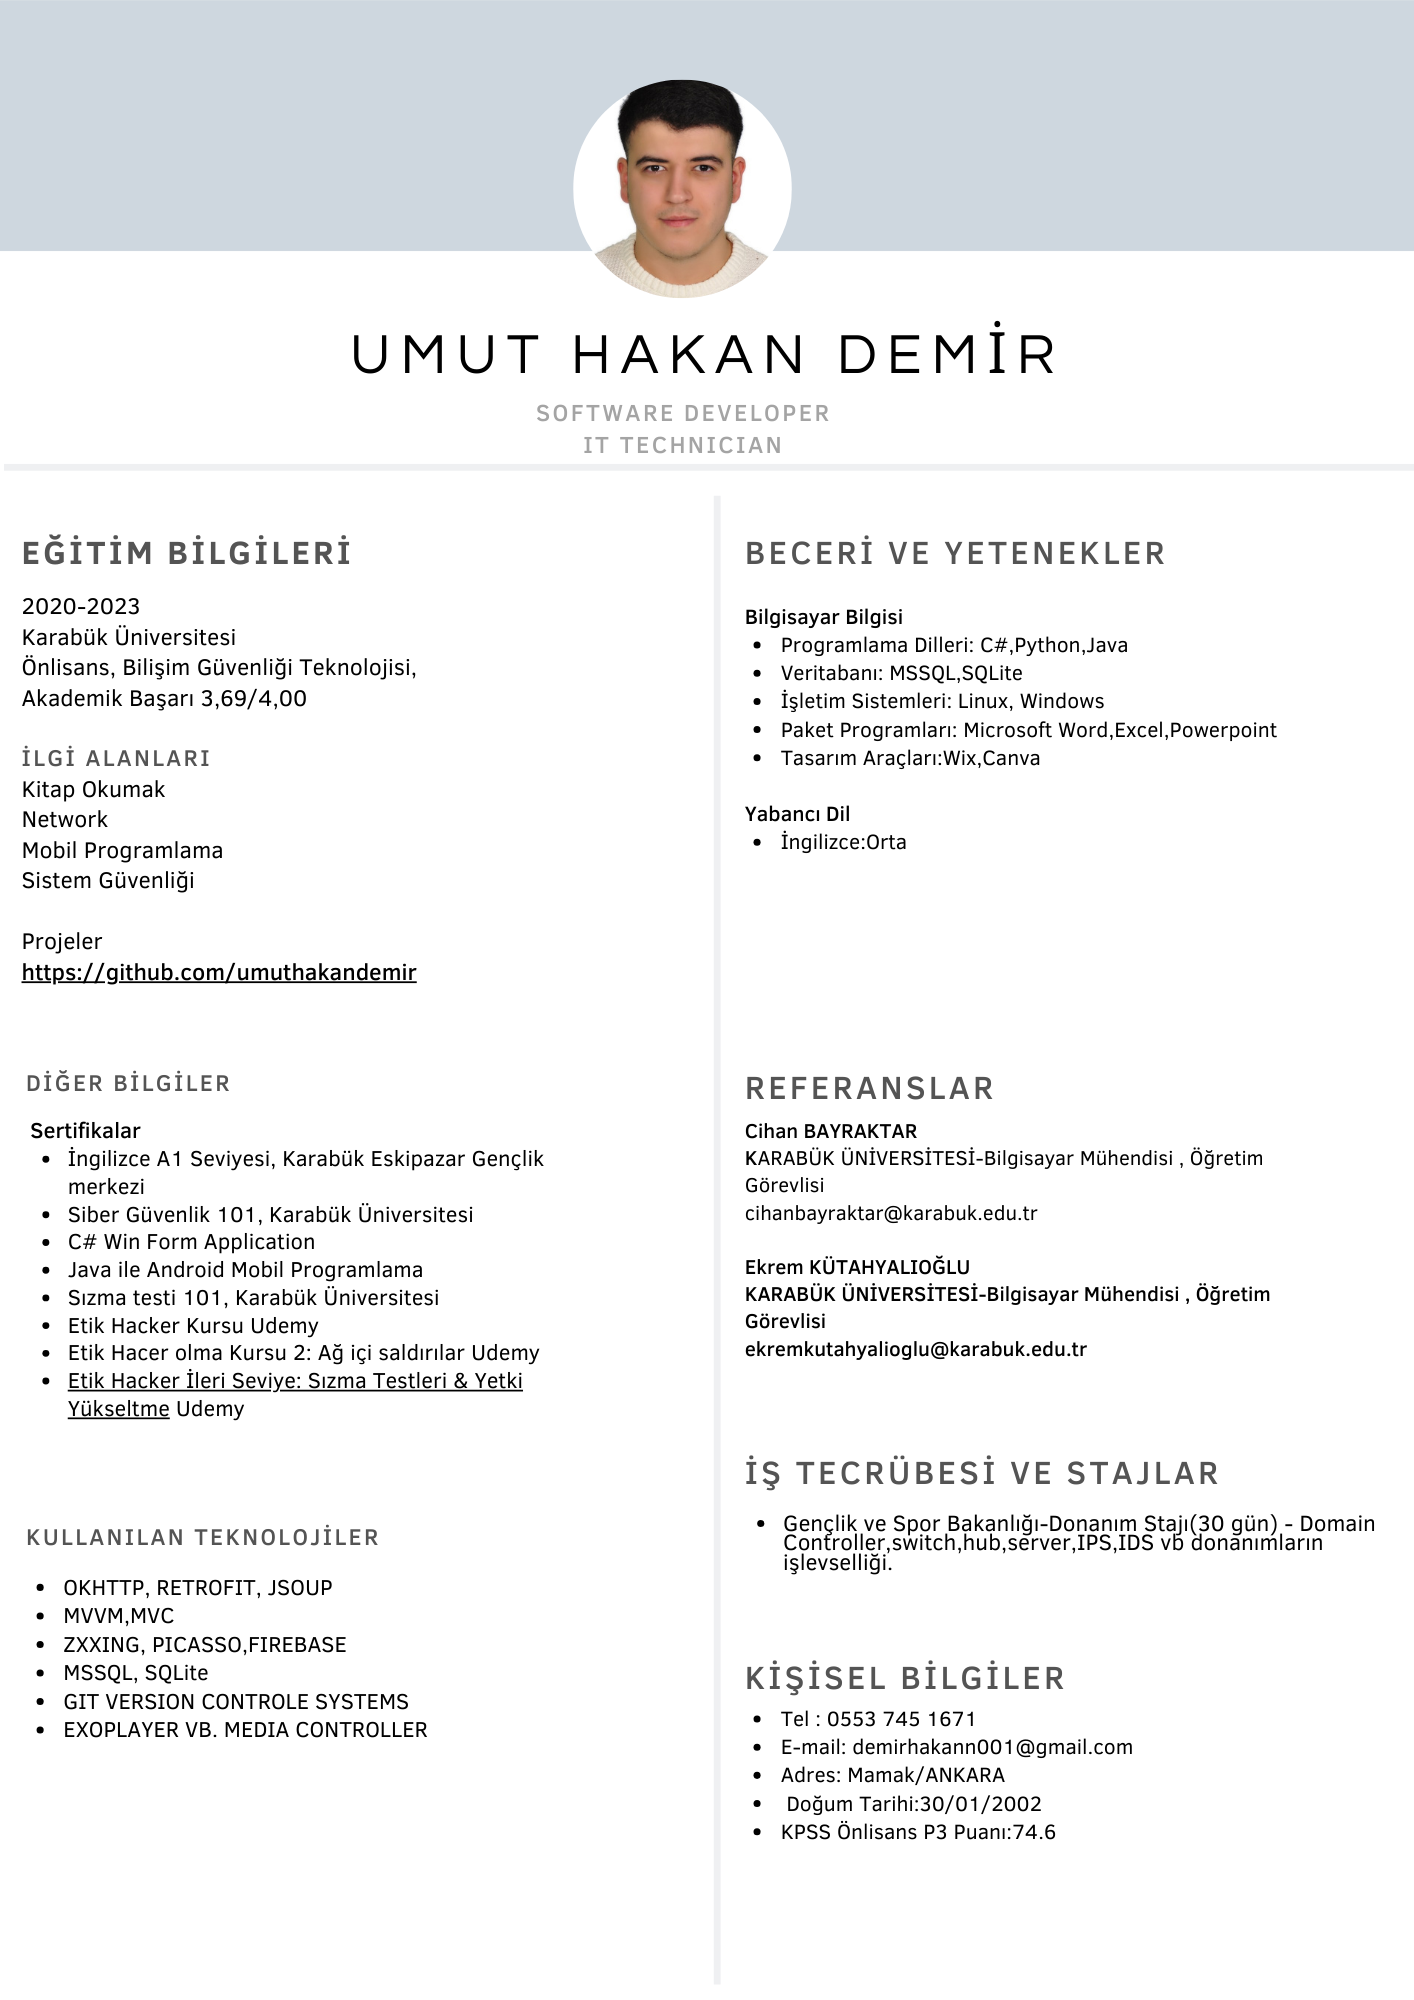 UMUT HAKAN DEMİR
SOFTWARE DEVELOPER
IT TECHNICIAN
EĞİTİM BİLGİLERİ
2020-2023
Karabük Üniversitesi
Önlisans, Bilişim Güvenliği Teknolojisi,
Akademik Başarı 3,69/4,00
İLGİ ALANLARI
Kitap Okumak
Network
Mobil Programlama
Sistem Güvenliği
Projeler
https://github.com/umuthakandemir
DİĞER BİLGİLER
Sertifikalar
• İngilizce A1 Seviyesi, Karabük Eskipazar Gençlik
merkezi
• Siber Güvenlik 101, Karabük Üniversitesi
• C# Win Form Application
• Java ile Android Mobil Programlama
• Sızma testi 101, Karabük Üniversitesi
• Etik Hacker Kursu Udemy
• Etik Hacer olma Kursu 2: Ağ içi saldırılar Udemy
• Etik Hacker İleri Seviye: Sızma Testleri & Yetki
Yükseltme Udemy
KULLANILAN TEKNOLOJİLER
• OKHTTP, RETROFIT, JSOUP
• MVVM,MVC
• ZXXING, PICASSO,FIREBASE
• MSSQL, SQLite
• GIT VERSION CONTROLE SYSTEMS
• EXOPLAYER VB. MEDIA CONTROLLER
BECERİ VE YETENEKLER
Bilgisayar Bilgisi
• Programlama Dilleri: C#,Python,Java
• Veritabanı: MSSQL,SQLite
• İşletim Sistemleri: Linux, Windows
• Paket Programları: Microsoft Word,Excel,Powerpoint
• Tasarım Araçları:Wix,Canva
Yabancı Dil
• İngilizce:Orta
REFERANSLAR
Cihan BAYRAKTAR
KARABÜK ÜNİVERSİTESİ-Bilgisayar Mühendisi , Öğretim
Görevlisi
cihanbayraktar@karabuk.edu.tr
Ekrem KÜTAHYALIOĞLU
KARABÜK ÜNİVERSİTESİ-Bilgisayar Mühendisi , Öğretim
Görevlisi
ekremkutahyalioglu@karabuk.edu.tr
İŞ TECRÜBESİ VE STAJLAR
• Gençlik ve Spor Bakanlığı-Donanım Stajı(30 gün) - Domain
Controller,switch,hub,server,IPS,IDS vb donanımların
işlevselliği.
KİŞİSEL BİLGİLER
• Tel : 0553 745 1671
• E-mail: demirhakann001@gmail.com
• Adres: Mamak/ANKARA
• Doğum Tarihi:30/01/2002
• KPSS Önlisans P3 Puanı:74.6